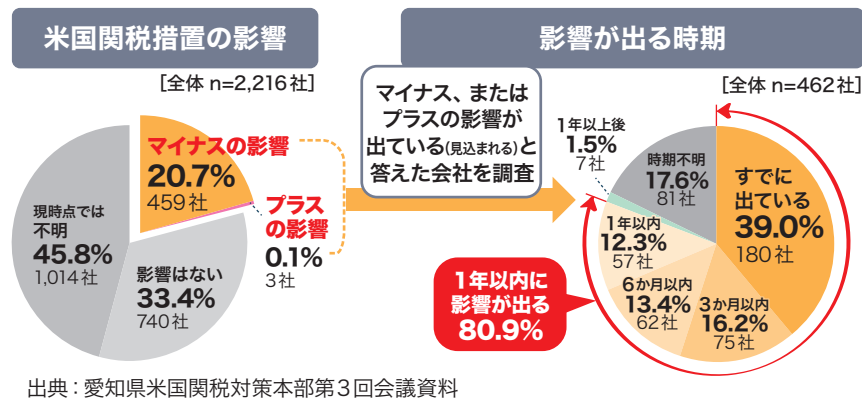 米国関税措置の影響
[全体 n=2,216社]
マイナスの影響
20.7%
459社
プラス
の影響
0.1%
3社
影響はない
33.4%
740社
現時点では
不明
45.8%
1,014社
マイナス、または
プラスの影響が
出ている(見込まれる)と
答えた会社を調査
影響が出る時期
[全体 n=462社]
すでに
出ている
39.0%
180社
3か月以内
16.2%
75社
6か月以内
13.4%
62社
1年以内
12.3%
57社
1年以上後
1.5%
7社
時期不明
17.6%
81社
1年以内に
影響が出る
80.9%
出典：愛知県米国関税対策本部第3回会議資料